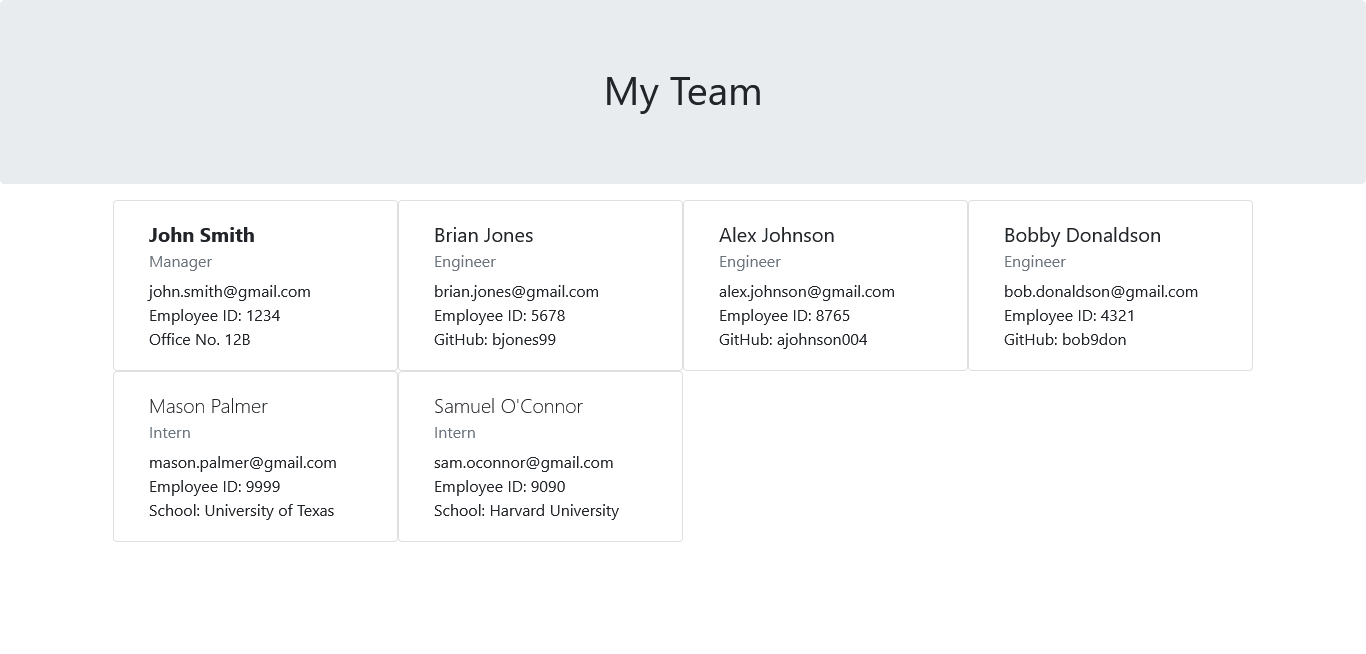 My Team
John Smith
Manager
john.smith@gmail.com
Employee ID: 1234
Office No. 12B
Brian Jones
Engineer
brian.jones@gmail.com
Employee ID: 5678
GitHub: bjones99
Alex Johnson
Engineer
alex.johnson@gmail.com
Employee ID: 8765
GitHub: ajohnson004
Bobby Donaldson
Engineer
bob.donaldson@gmail.com
Employee ID: 4321
GitHub: bob9don
Mason Palmer
Intern
mason.palmer@gmail.com
Employee ID: 9999
School: University of Texas
Samuel O'Connor
Intern
sam.oconnor@gmail.com
Employee ID: 9090
School: Harvard University